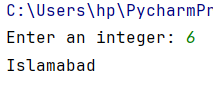 C:\Users\hp\PycharmPr
Enter an integer: 6
Islamabad